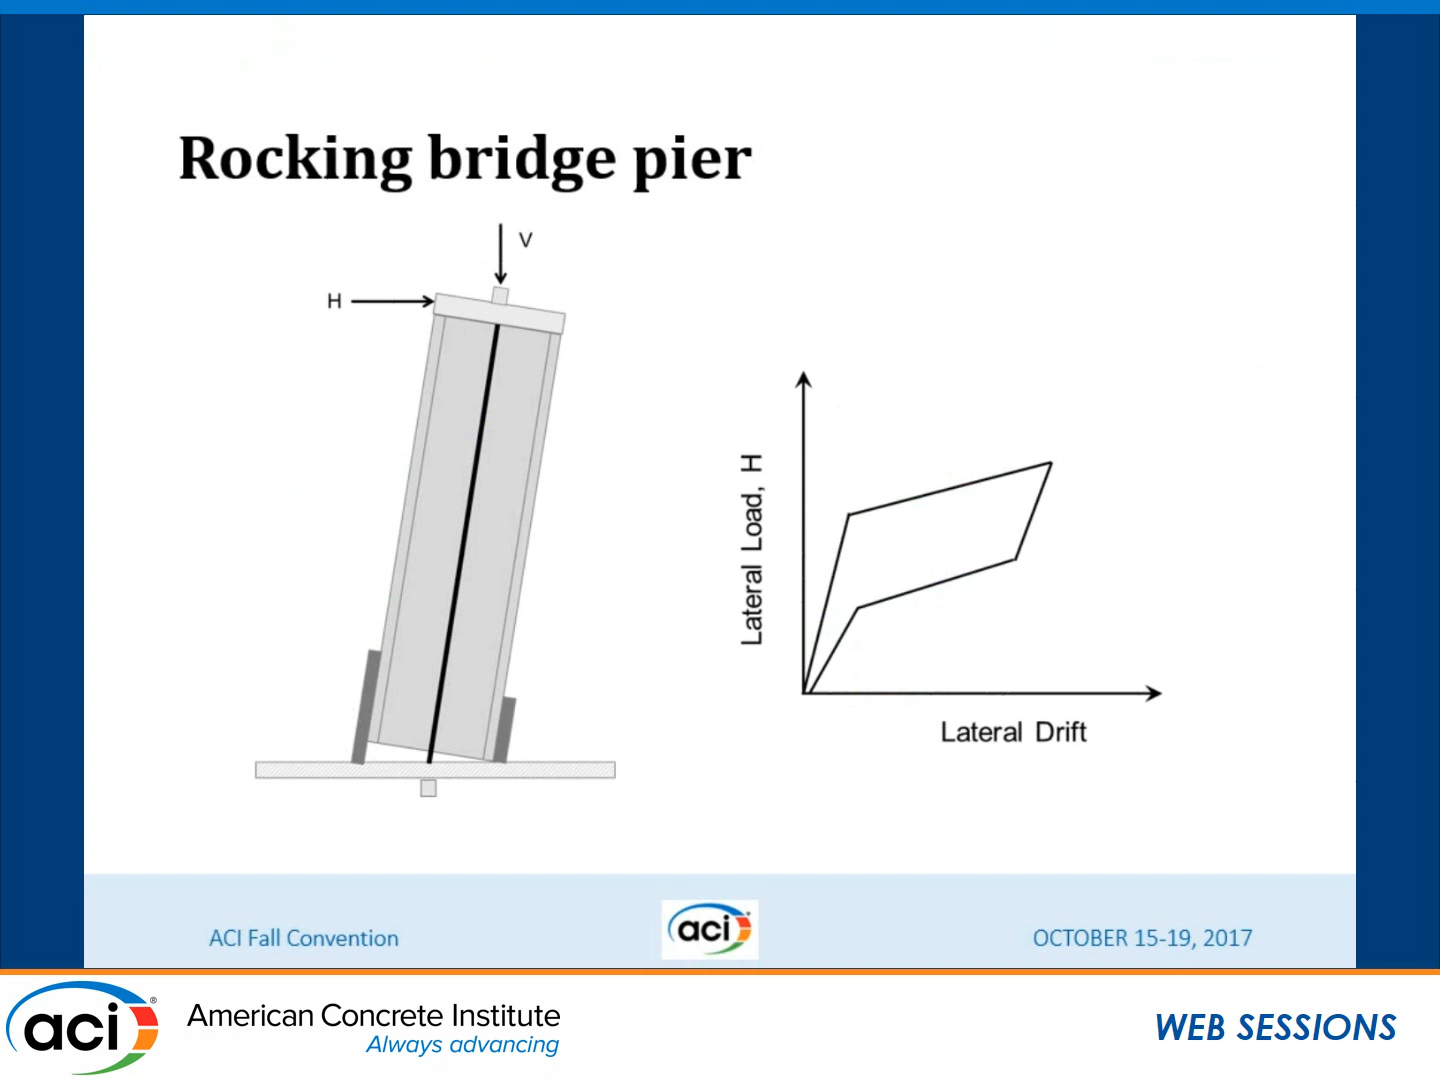 Rocking bridge pier
V
H
Lateral Load, H
Lateral Drift
ACI Fall Convention
aci
OCTOBER 15-19, 2017
aci®
American Concrete Institute
Always advancing
WEB SESSIONS